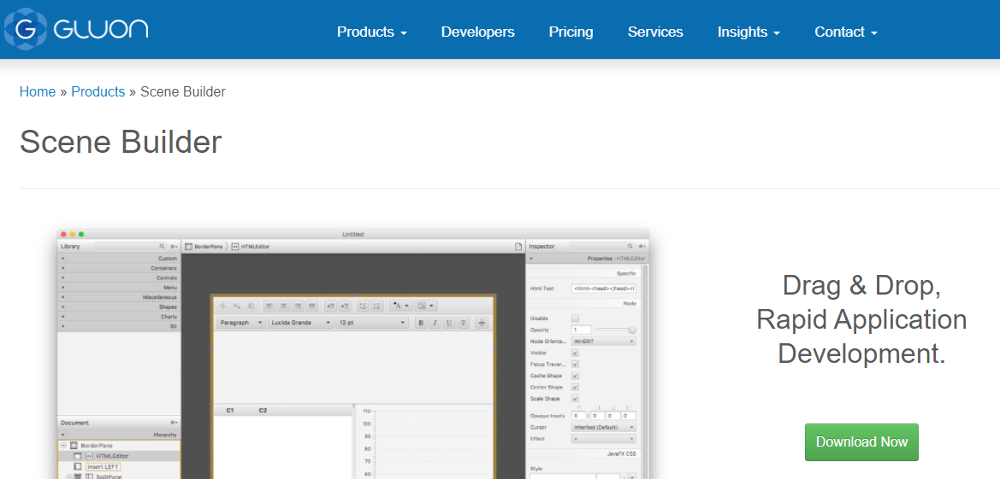 GLUON
Products
Developers
Pricing
Services
Insights
Contact
Home » Products » Scene Builder
Scene Builder
Untitled
Library
BorderPane
HTMLEditor
Inspector
Custom
Containers
Controls
Menu
Miscellaneous
Shapes
Charts
3D
Properties : HTMLEditor
Specific
Html Text
<html><head></head><
Node
Disable
Opacity
1
Node Orienta...
INHERIT
Visible
Focus Traver...
Cache Shape
Center Shape
Scale Shape
Opaque Insets
0 0 0 0
Cursor
Inherited (Default)
Effect
+
JavaFX CSS
Style
Paragraph
Lucida Grande
12 pt
B I U
C1
C2
110
100
90
80
70
60
Document
Hierarchy
BorderPane
HTMLEditor
insert LEFT
SplitPane
Drag & Drop,
Rapid Application
Development.
Download Now